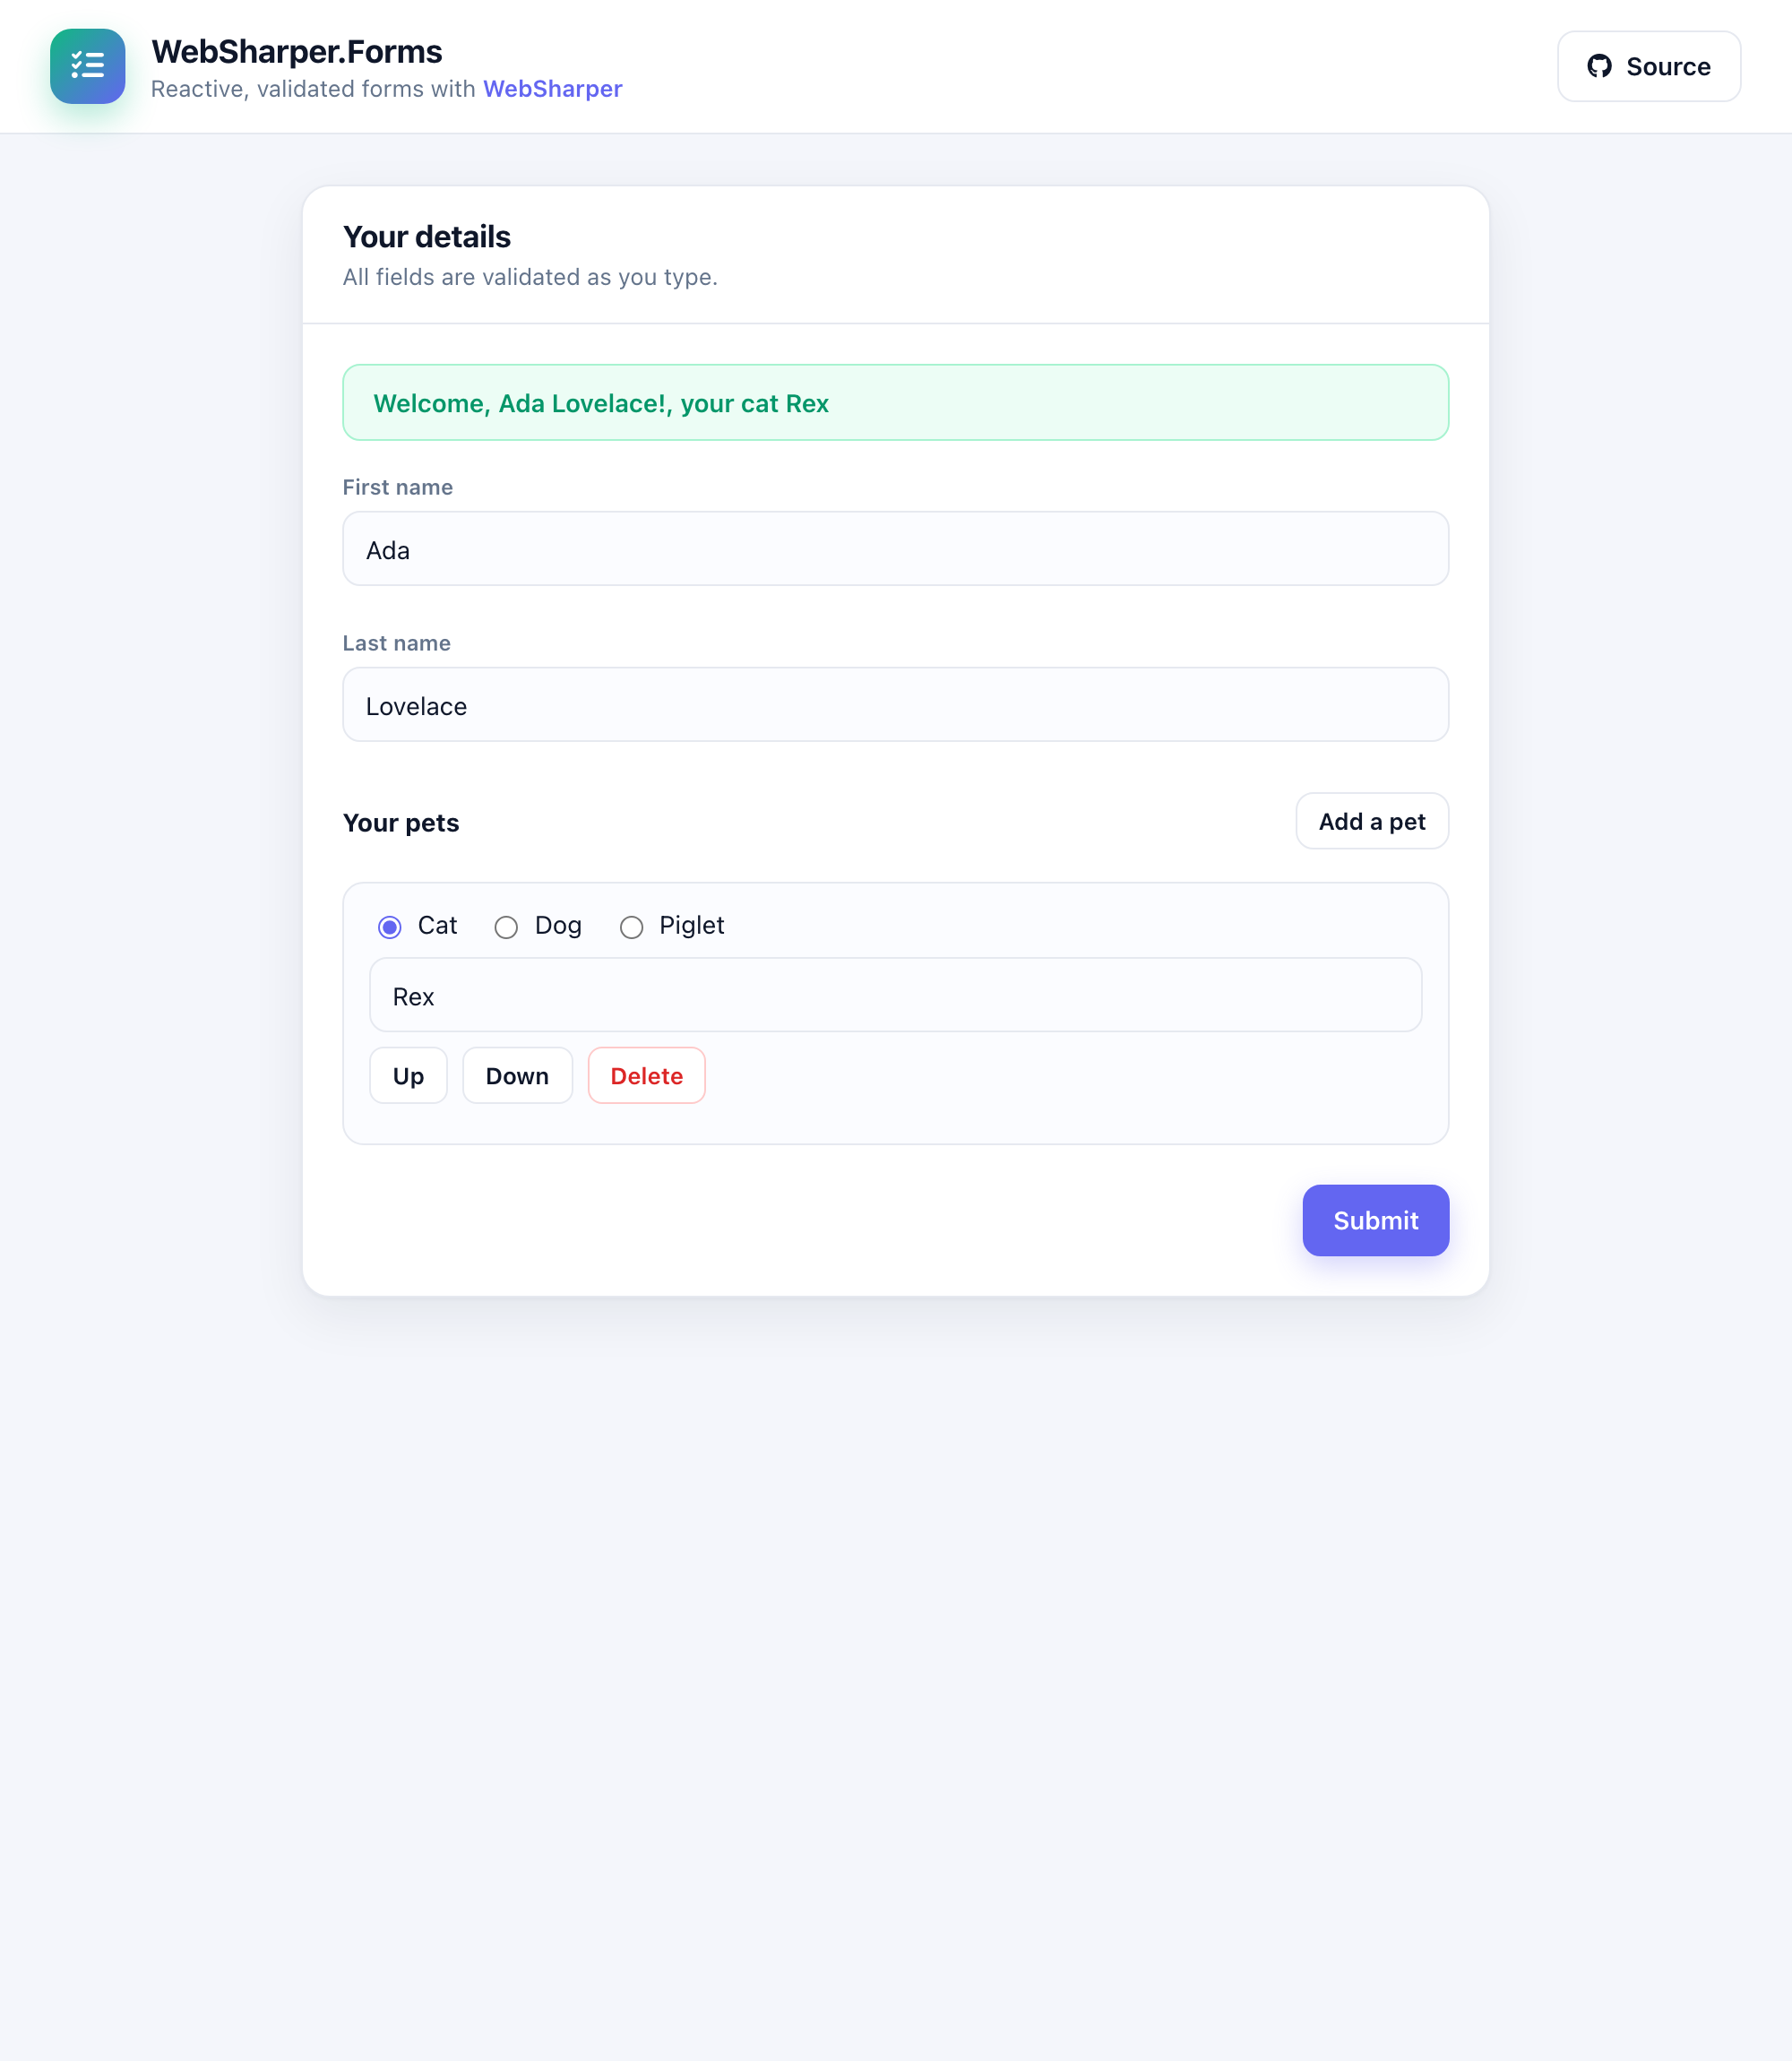 WebSharper.Forms
Reactive, validated forms with WebSharper
Source
Your details
All fields are validated as you type.
Welcome, Ada Lovelace!, your cat Rex
First name
Ada
Last name
Lovelace
Your pets
Add a pet
Cat Dog Piglet
Rex
Up Down Delete
Submit